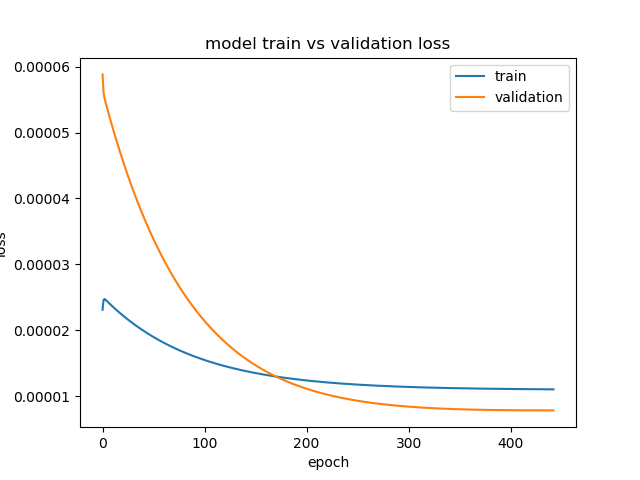 model train vs validation loss
train
validation
0.00006
0.00005
0.00004
0.00003
0.00002
0.00001
loss
0 100 200 300 400
epoch